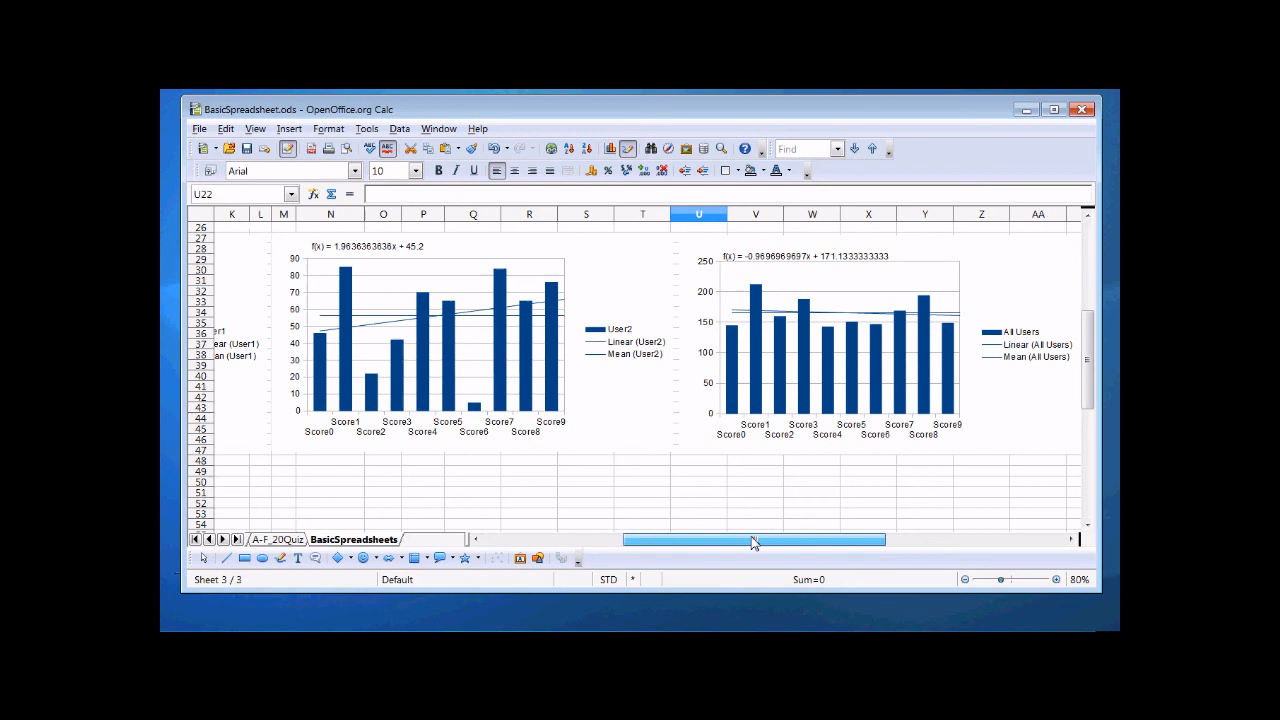 BasicSpreadsheet.ods - OpenOffice.org Calc
File Edit View Insert Format Tools Data Window Help
Find
Arial 10 B I U
U22
K L M N O P Q R S T U V W X Y Z AA
26
27
28
29
30
31
32
33
34
35
36
37
38
39
40
41
42
43
44
45
46
47
48
49
50
51
52
53
54
er1
ear (User1)
an (User1)
f(x) = 1.9636363636x + 45.2
90
80
70
60
50
40
30
20
10
0
Score1 Score3 Score5 Score7 Score9
Score0 Score2 Score4 Score6 Score8
User2
Linear (User2)
Mean (User2)
f(x) = -0.9696969697x + 171.1333333333
250
200
150
100
50
0
Score1 Score3 Score5 Score7 Score9
Score0 Score2 Score4 Score6 Score8
All Users
Linear (All Users)
Mean (All Users)
A-F_20Quiz BasicSpreadsheets
Sheet 3 / 3 Default STD * Sum=0 80%